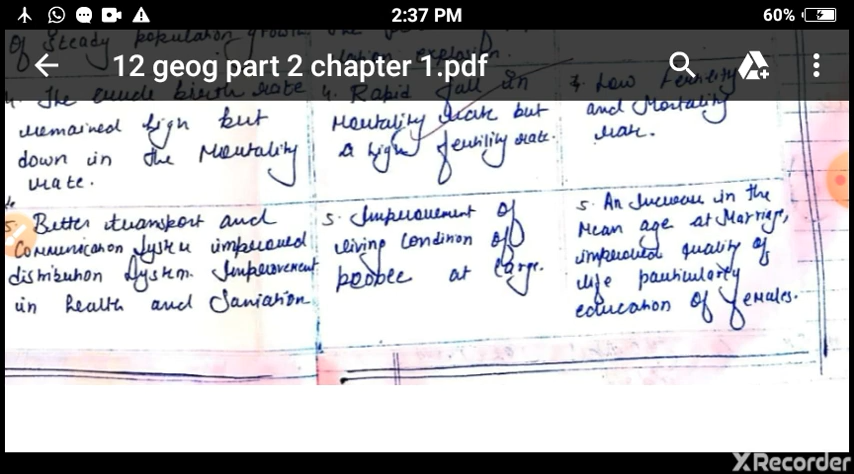 2:37 PM
60%
of steady population growth
lation explosion.
12 geog part 2 chapter 1.pdf
4. The crude birth rate
remained high but
down in the Mortality
rate.
4. Rapid fall in
Mortality rate but
a high fertility rate.
4. Low Fertility
and Mortality
rate.
5. Better transport and
Communication System improved
distribution System. Improvement
in health and Saniation
5. Improvement of
living Condition of
people at large.
5. An Increase in the
Mean age at Marriage,
improved quality of
life particularly
education of females.
XRecorder